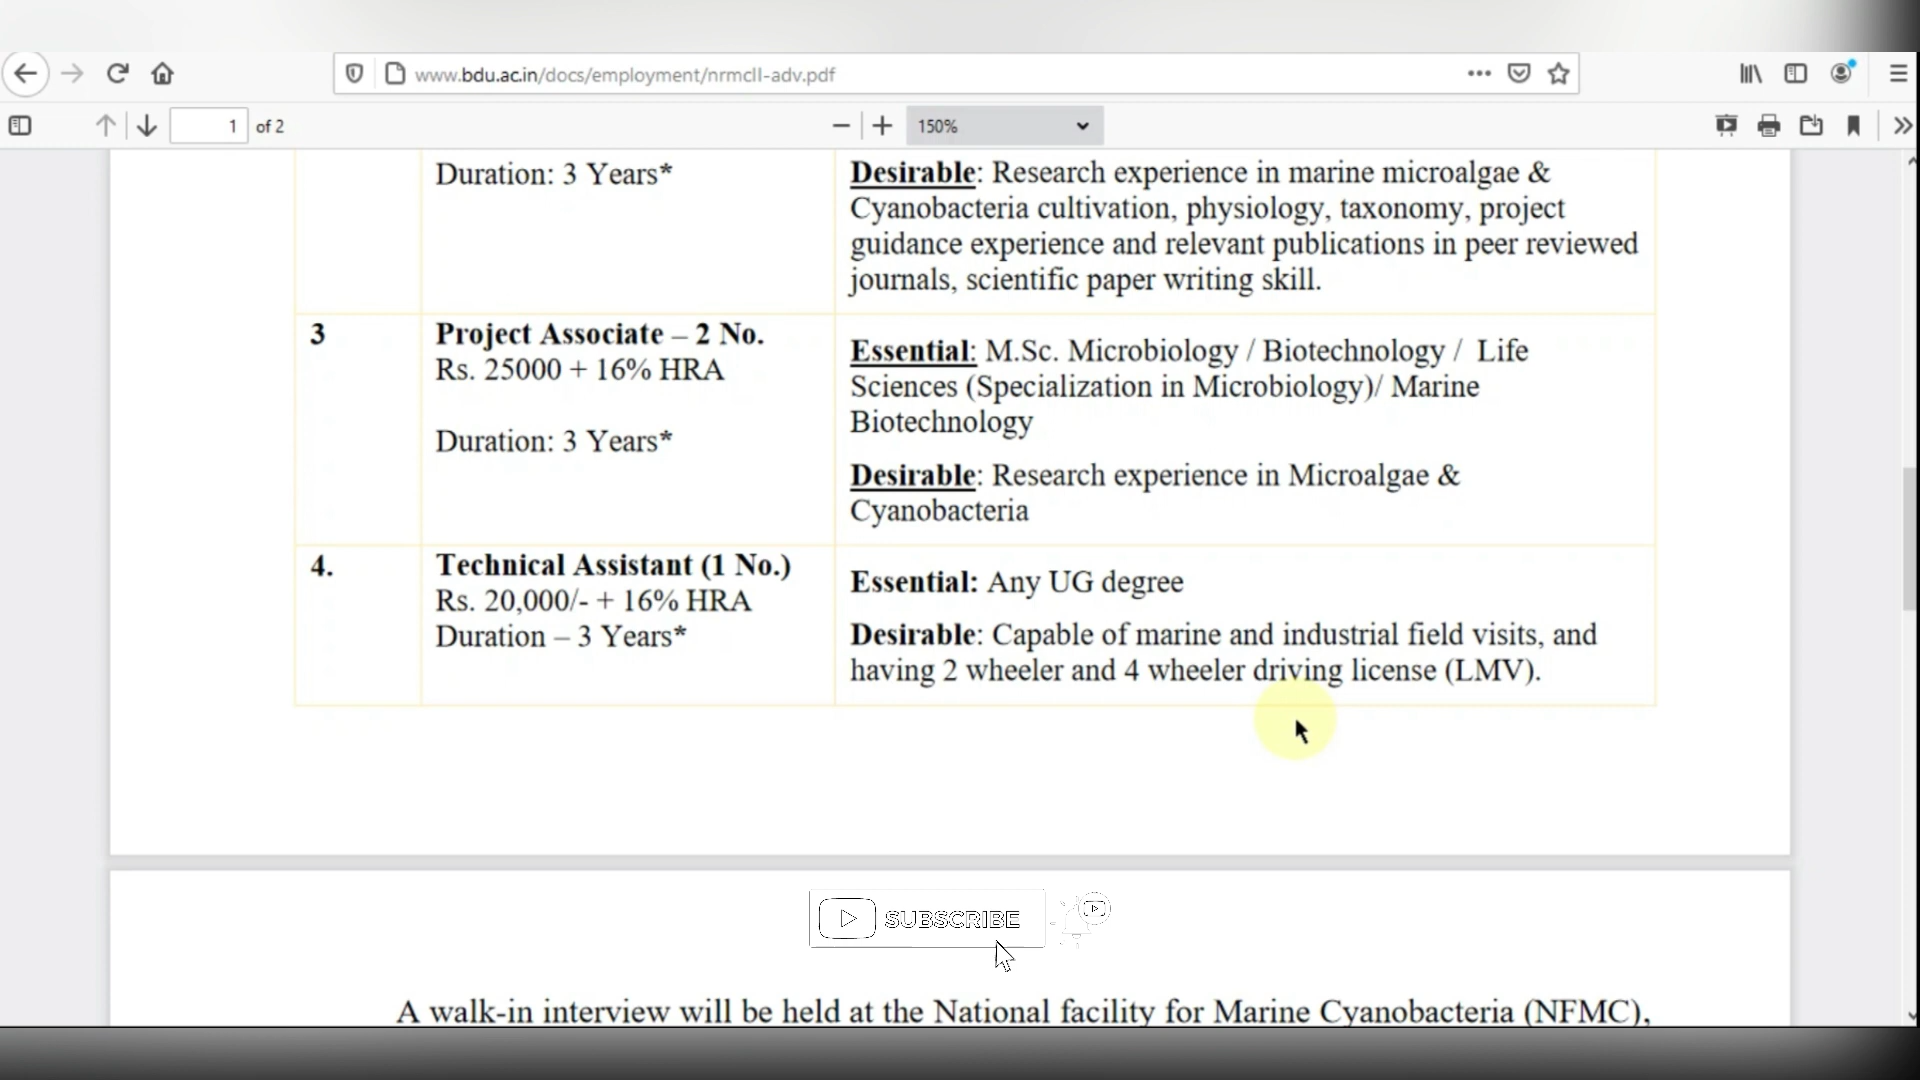 www.bdu.ac.in/docs/employment/nrmcII-adv.pdf
1 of 2
150%
Duration: 3 Years*
Desirable: Research experience in marine microalgae &
Cyanobacteria cultivation, physiology, taxonomy, project
guidance experience and relevant publications in peer reviewed
journals, scientific paper writing skill.
3
Project Associate – 2 No.
Rs. 25000 + 16% HRA
Duration: 3 Years*
Essential: M.Sc. Microbiology / Biotechnology / Life
Sciences (Specialization in Microbiology)/ Marine
Biotechnology
Desirable: Research experience in Microalgae &
Cyanobacteria
4.
Technical Assistant (1 No.)
Rs. 20,000/- + 16% HRA
Duration – 3 Years*
Essential: Any UG degree
Desirable: Capable of marine and industrial field visits, and
having 2 wheeler and 4 wheeler driving license (LMV).
SUBSCRIBE
A walk-in interview will be held at the National facility for Marine Cyanobacteria (NFMC),